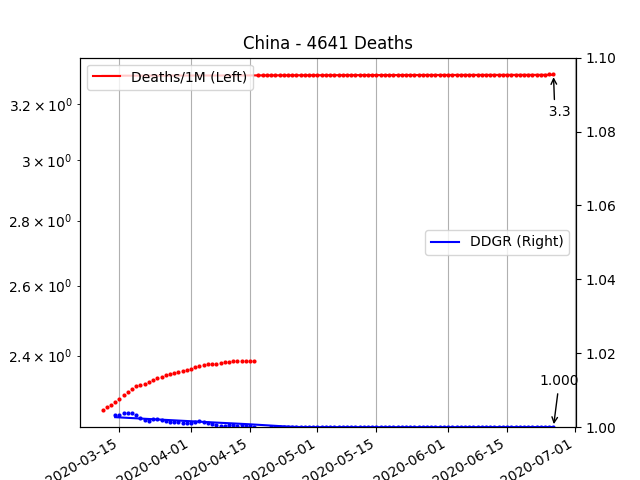 China - 4641 Deaths
Deaths/1M (Left)
DDGR (Right)
3.3
1.000
3.2 × 10⁰
3 × 10⁰
2.8 × 10⁰
2.6 × 10⁰
2.4 × 10⁰
1.10
1.08
1.06
1.04
1.02
1.00
2020-03-15
2020-04-01
2020-04-15
2020-05-01
2020-05-15
2020-06-01
2020-06-15
2020-07-01